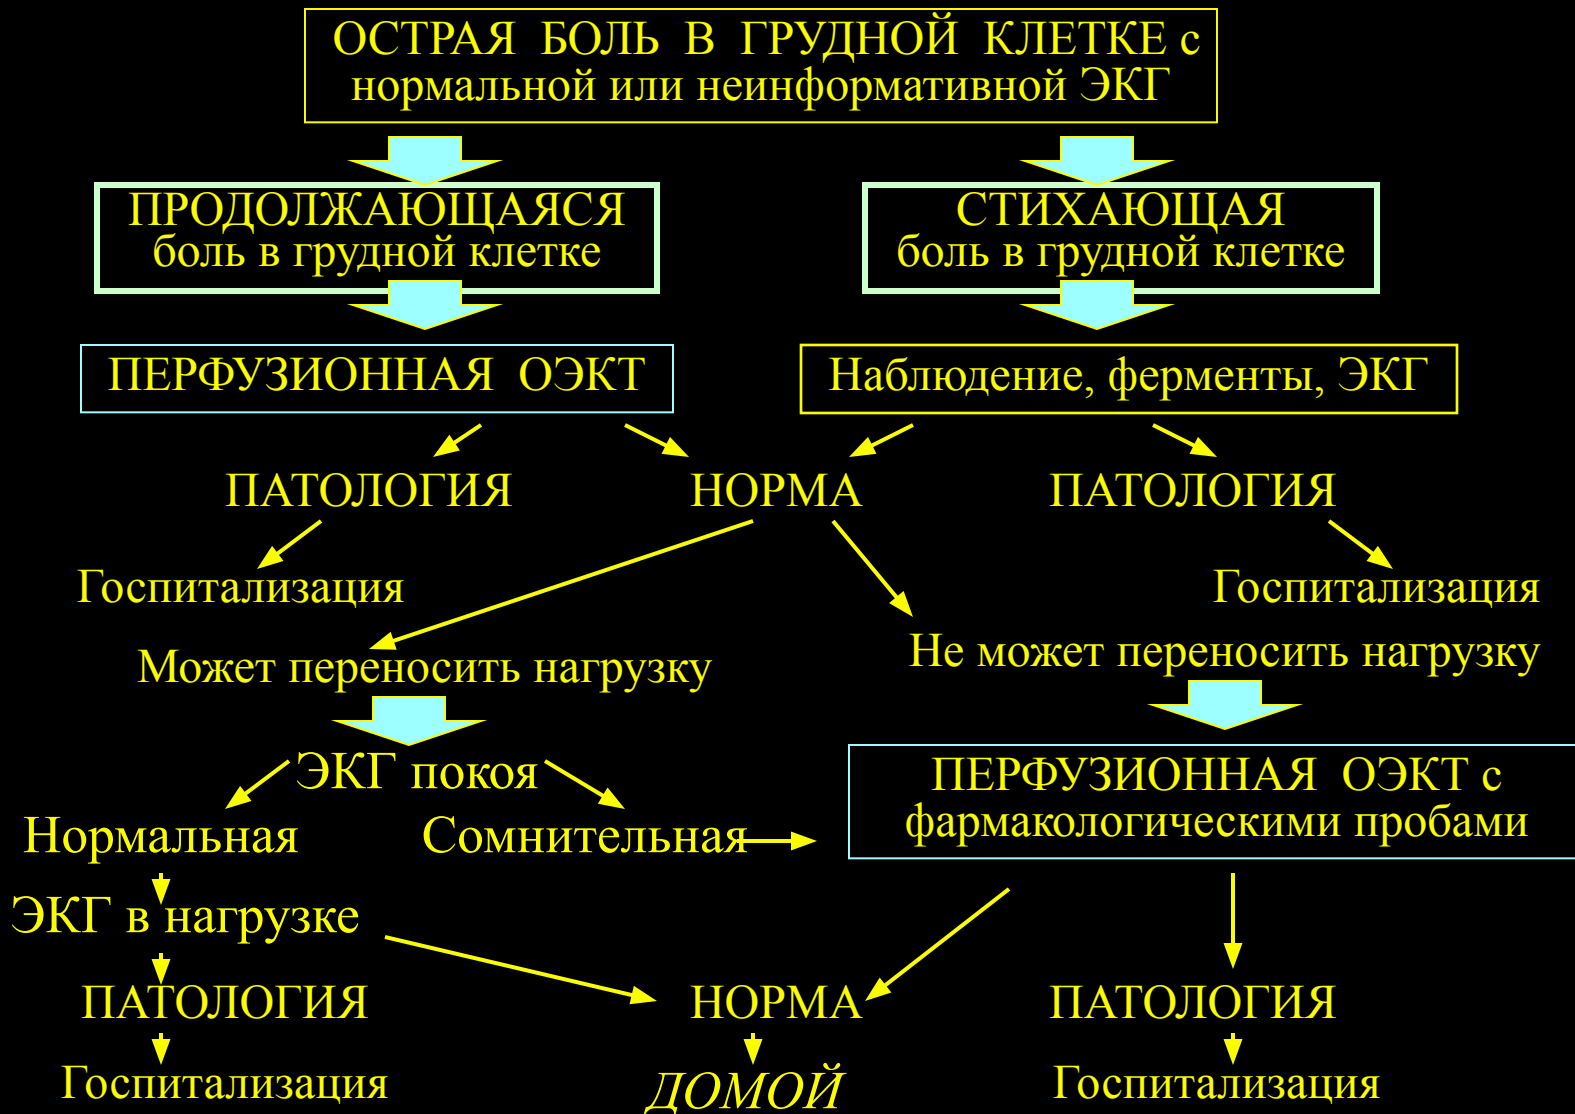 ОСТРАЯ БОЛЬ В ГРУДНОЙ КЛЕТКЕ с
нормальной или неинформативной ЭКГ
ПРОДОЛЖАЮЩАЯСЯ
боль в грудной клетке
СТИХАЮЩАЯ
боль в грудной клетке
ПЕРФУЗИОННАЯ ОЭКТ
Наблюдение, ферменты, ЭКГ
ПАТОЛОГИЯ
НОРМА
ПАТОЛОГИЯ
Госпитализация
Госпитализация
Может переносить нагрузку
Не может переносить нагрузку
ЭКГ покоя
ПЕРФУЗИОННАЯ ОЭКТ с
фармакологическими пробами
Нормальная
Сомнительная
ЭКГ в нагрузке
ПАТОЛОГИЯ
НОРМА
ПАТОЛОГИЯ
Госпитализация
ДОМОЙ
Госпитализация